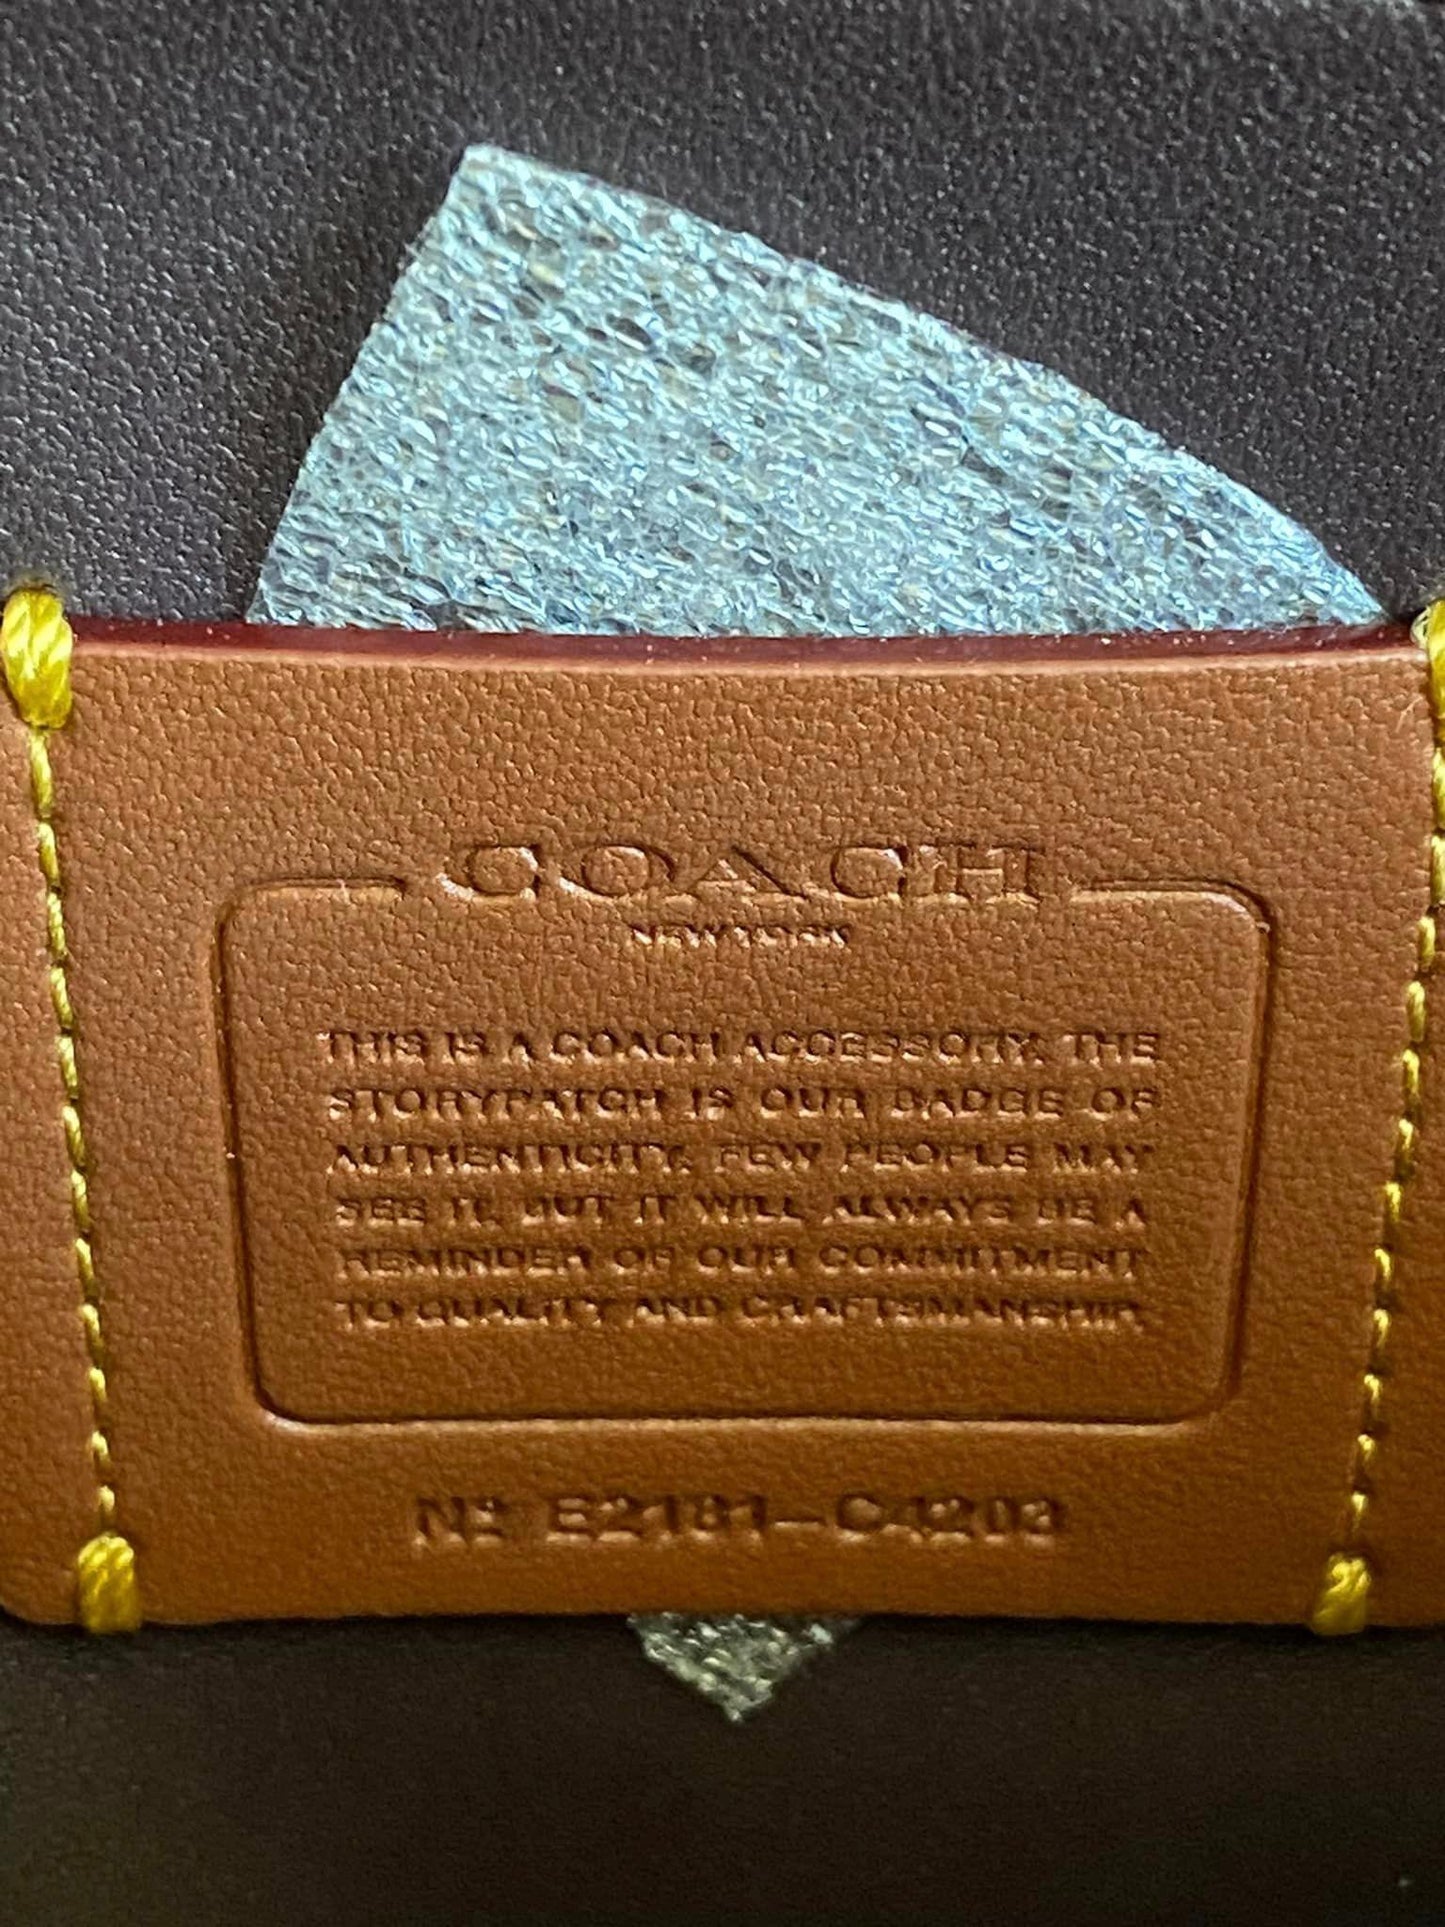 COACH
NEW YORK
THIS IS A COACH ACCESSORY. THE
STORYPATCH IS OUR BADGE OF
AUTHENTICITY. FEW PEOPLE MAY
SEE IT, BUT IT WILL ALWAYS BE A
REMINDER OF OUR COMMITMENT
TO QUALITY AND CRAFTSMANSHIP.
Nº E2181-C4203